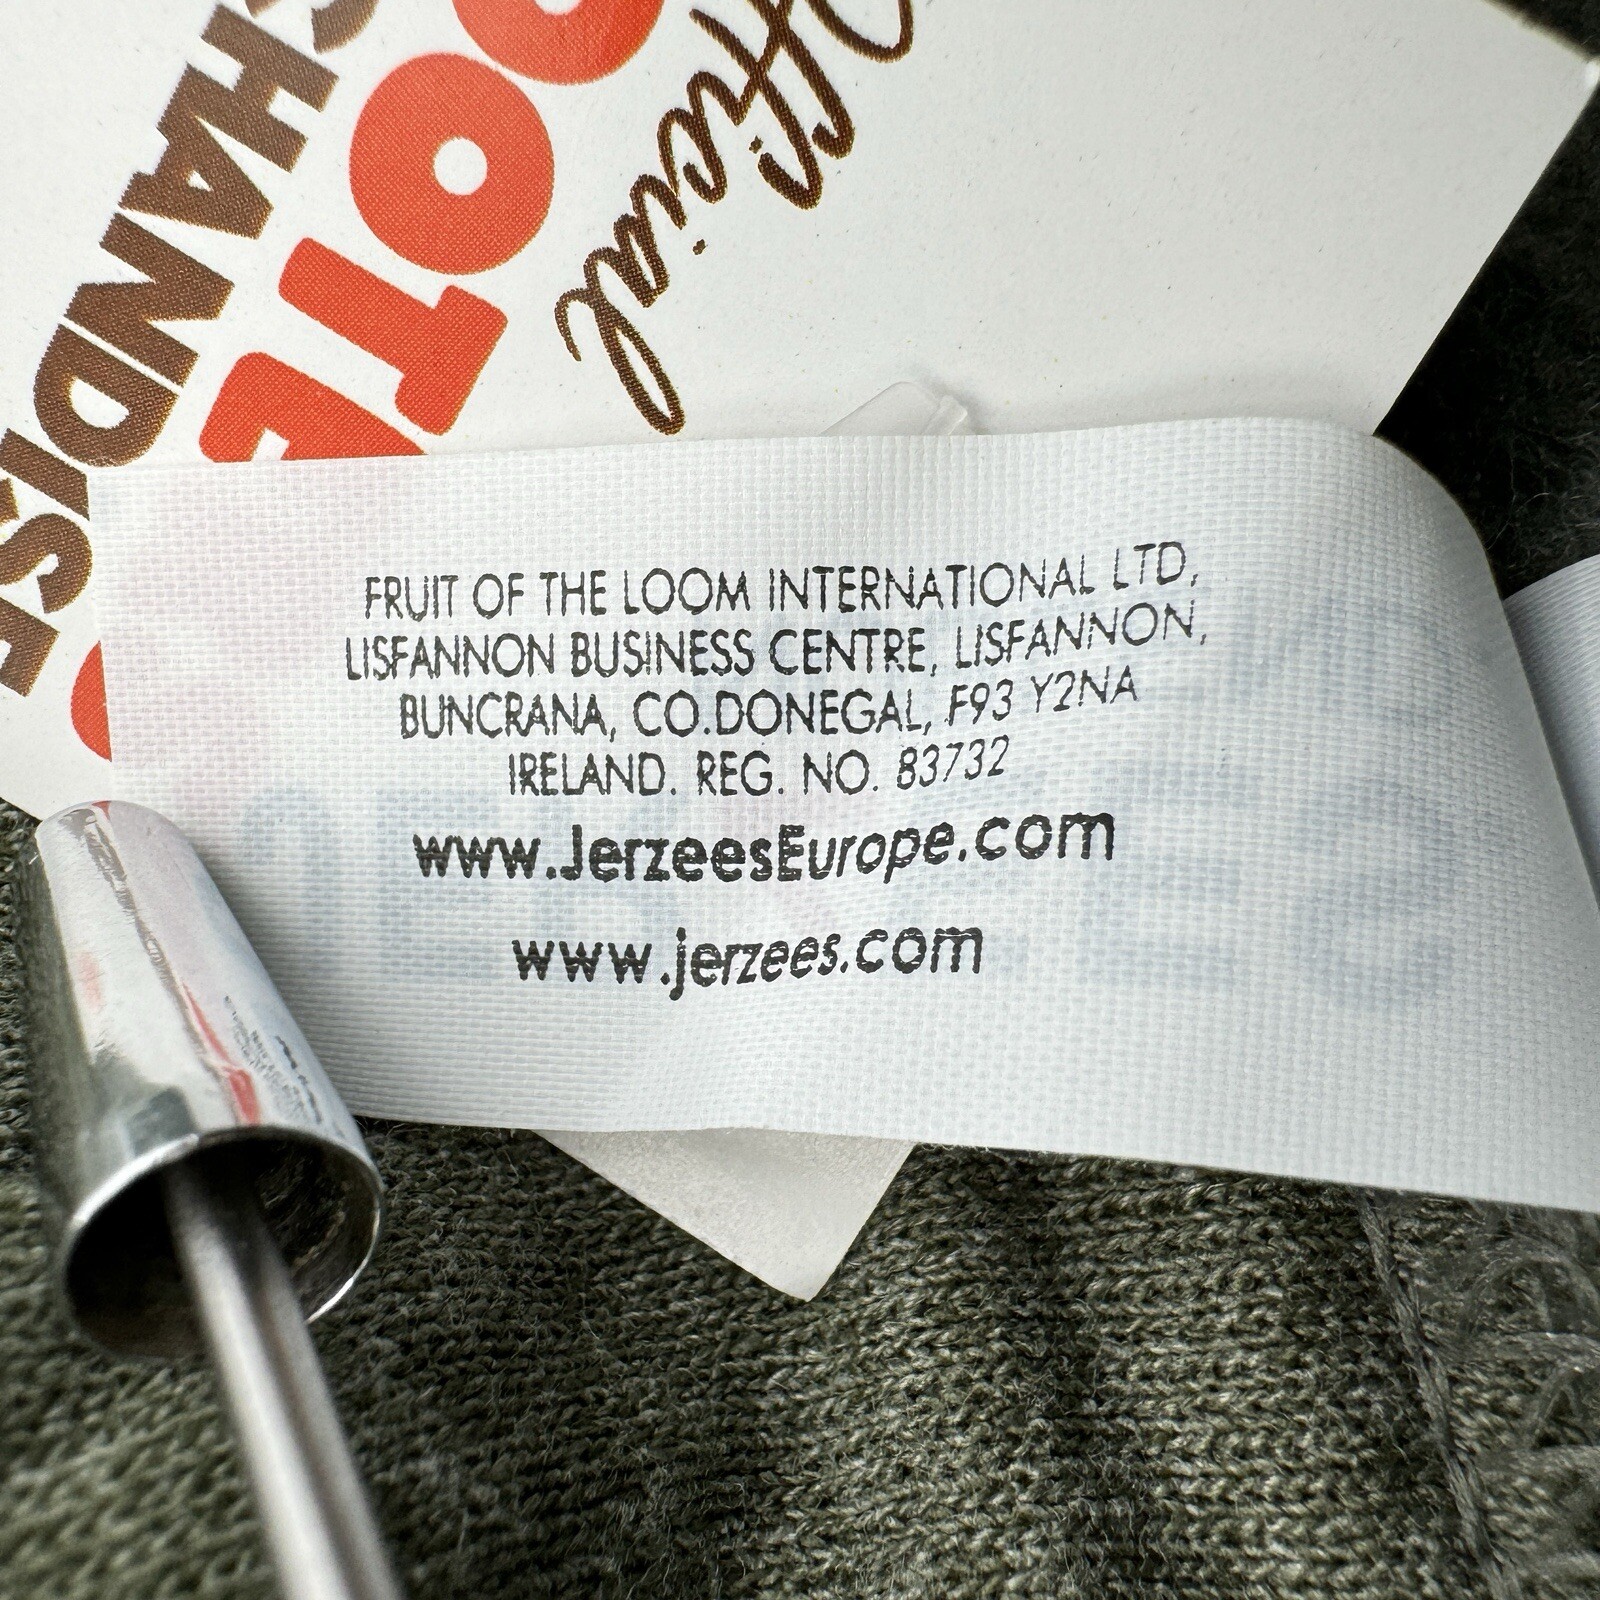 Official
CHANDISE
FRUIT OF THE LOOM INTERNATIONAL LTD,
LISFANNON BUSINESS CENTRE, LISFANNON,
BUNCRANA, CO.DONEGAL, F93 Y2NA
IRELAND. REG. NO. 83732
www.JerzeesEurope.com
www.jerzees.com